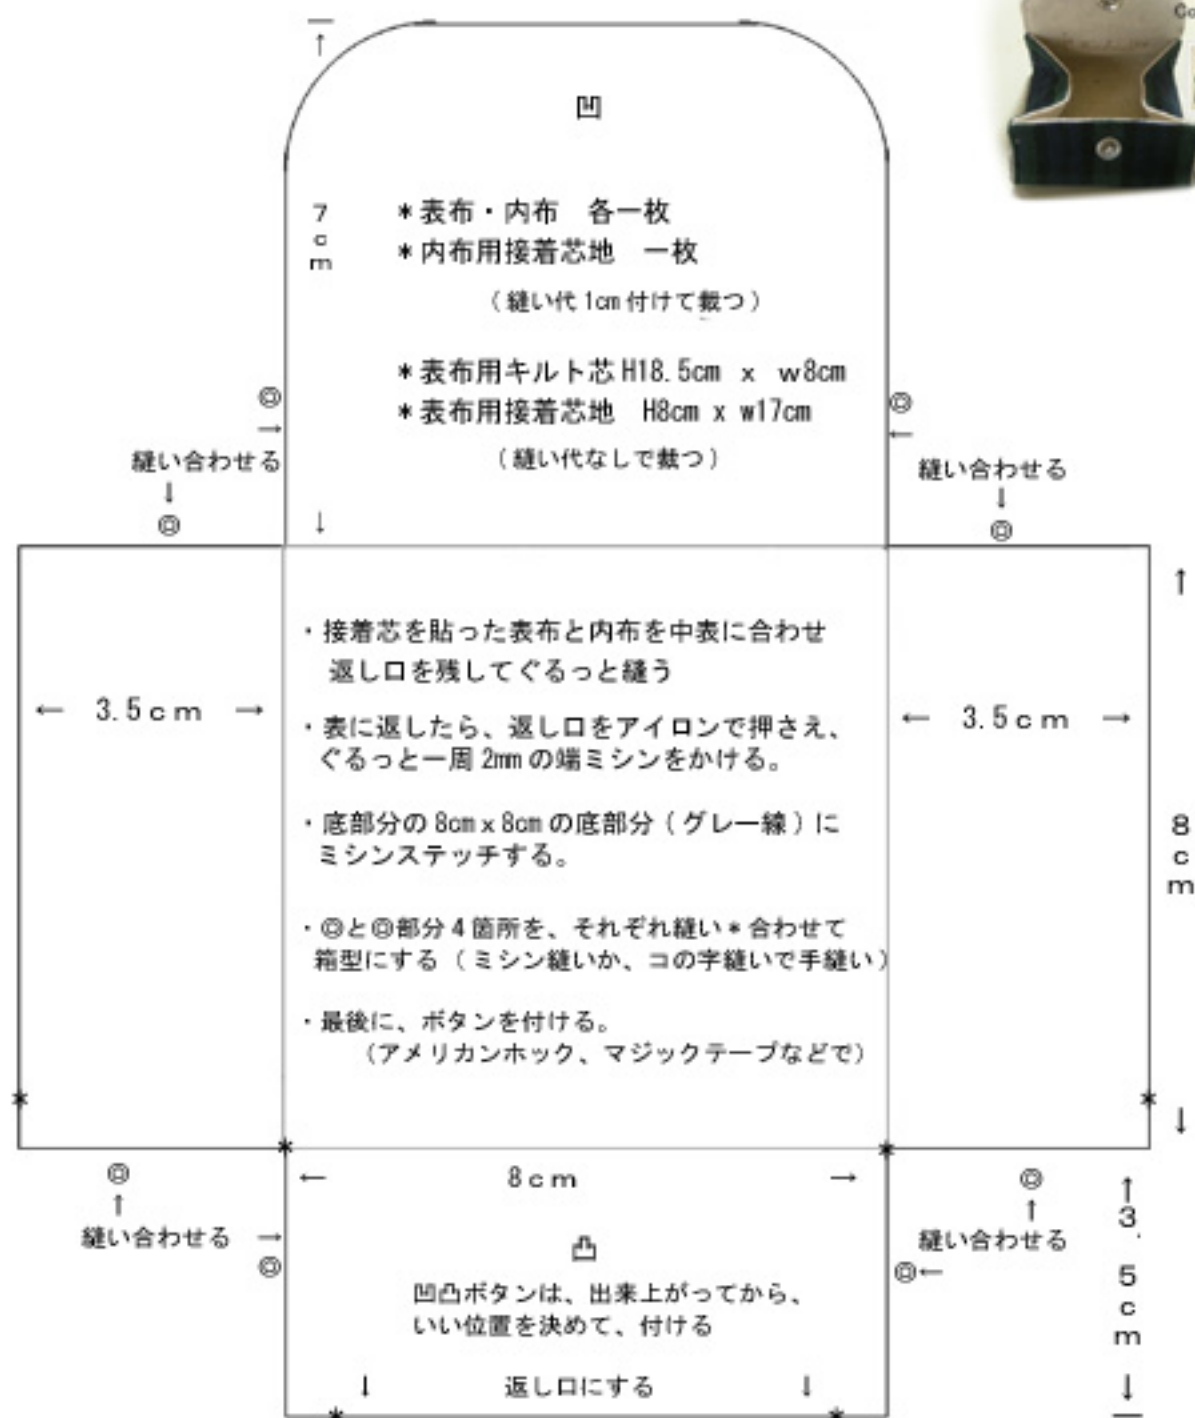 凹
7cm
＊表布・内布　各一枚
＊内布用接着芯地　一枚
（縫い代1cm付けて裁つ）
＊表布用キルト芯H18.5cm x w8cm
＊表布用接着芯地　H8cm x w17cm
（縫い代なしで裁つ）
◎
→
縫い合わせる
↓
◎
◎
←
縫い合わせる
↓
◎
← 3.5cm →
・接着芯を貼った表布と内布を中表に合わせ
返し口を残してぐるっと縫う
・表に返したら、返し口をアイロンで押さえ、
ぐるっと一周2mmの端ミシンをかける。
・底部分の8cmx8cmの底部分(グレー線)に
ミシンステッチする。
・◎と◎部分4箇所を、それぞれ縫い＊合わせて
箱型にする（ミシン縫いか、コの字縫いで手縫い）
・最後に、ボタンを付ける。
（アメリカンホック、マジックテープなどで）
← 3.5cm →
8cm
◎
↑
縫い合わせる →
◎
← 8cm →
凸
凹凸ボタンは、出来上がってから、
いい位置を決めて、付ける
↓ 返し口にする ↓
◎
↑
縫い合わせる
◎←
3.5cm